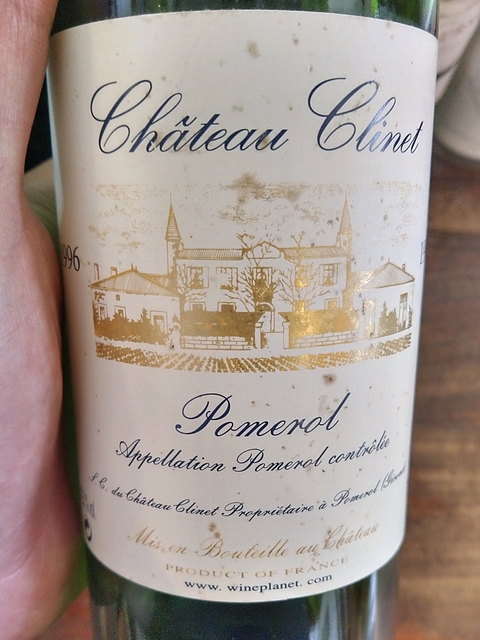 Château Clinet
96
Pomerol
Appellation Pomerol contrôlée
S.C. du Château Clinet Propriétaire à Pomerol
Mis en Bouteille au Château
PRODUCT OF FRANCE
www. wineplanet. com